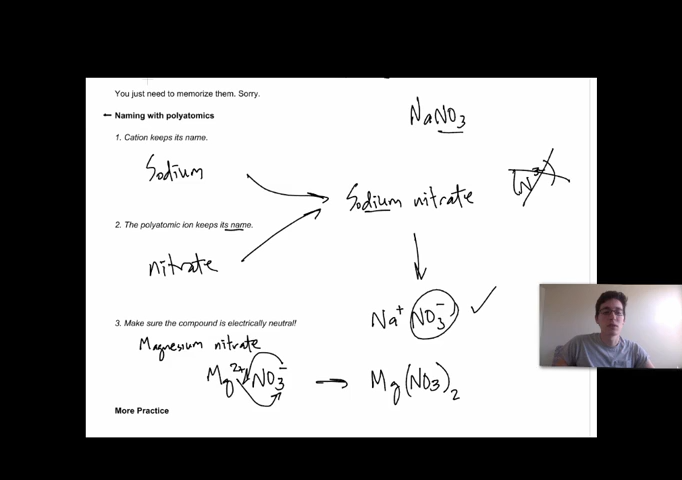 You just need to memorize them. Sorry.
NaNO3
← Naming with polyatomics
1. Cation keeps its name.
Sodium
Sodium nitrate
2. The polyatomic ion keeps its name.
nitrate
Na⁺ NO₃⁻ ✓
3. Make sure the compound is electrically neutral!
Magnesium nitrate
Mg²⁺ NO₃⁻ → Mg(NO3)₂
More Practice